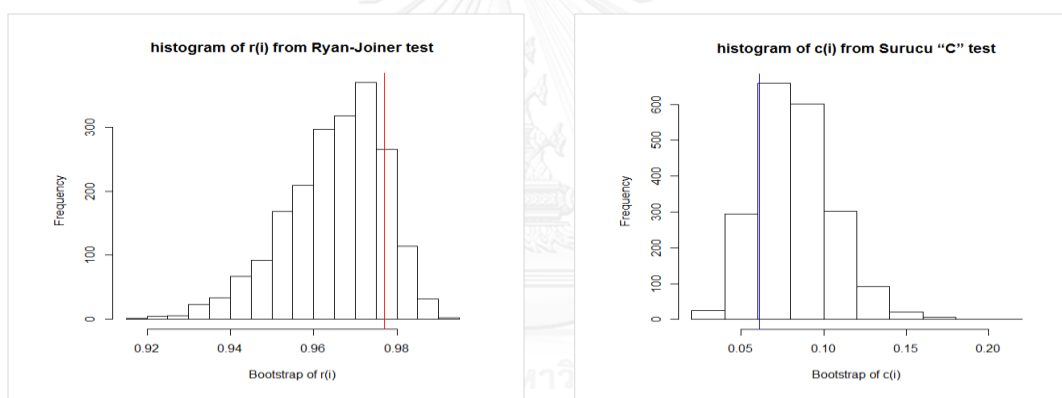 histogram of r(i) from Ryan-Joiner test
Frequency
300
200
100
0
0.92 0.94 0.96 0.98
Bootstrap of r(i)
histogram of c(i) from Surucu “C” test
Frequency
600
500
400
300
200
100
0
0.05 0.10 0.15 0.20
Bootstrap of c(i)